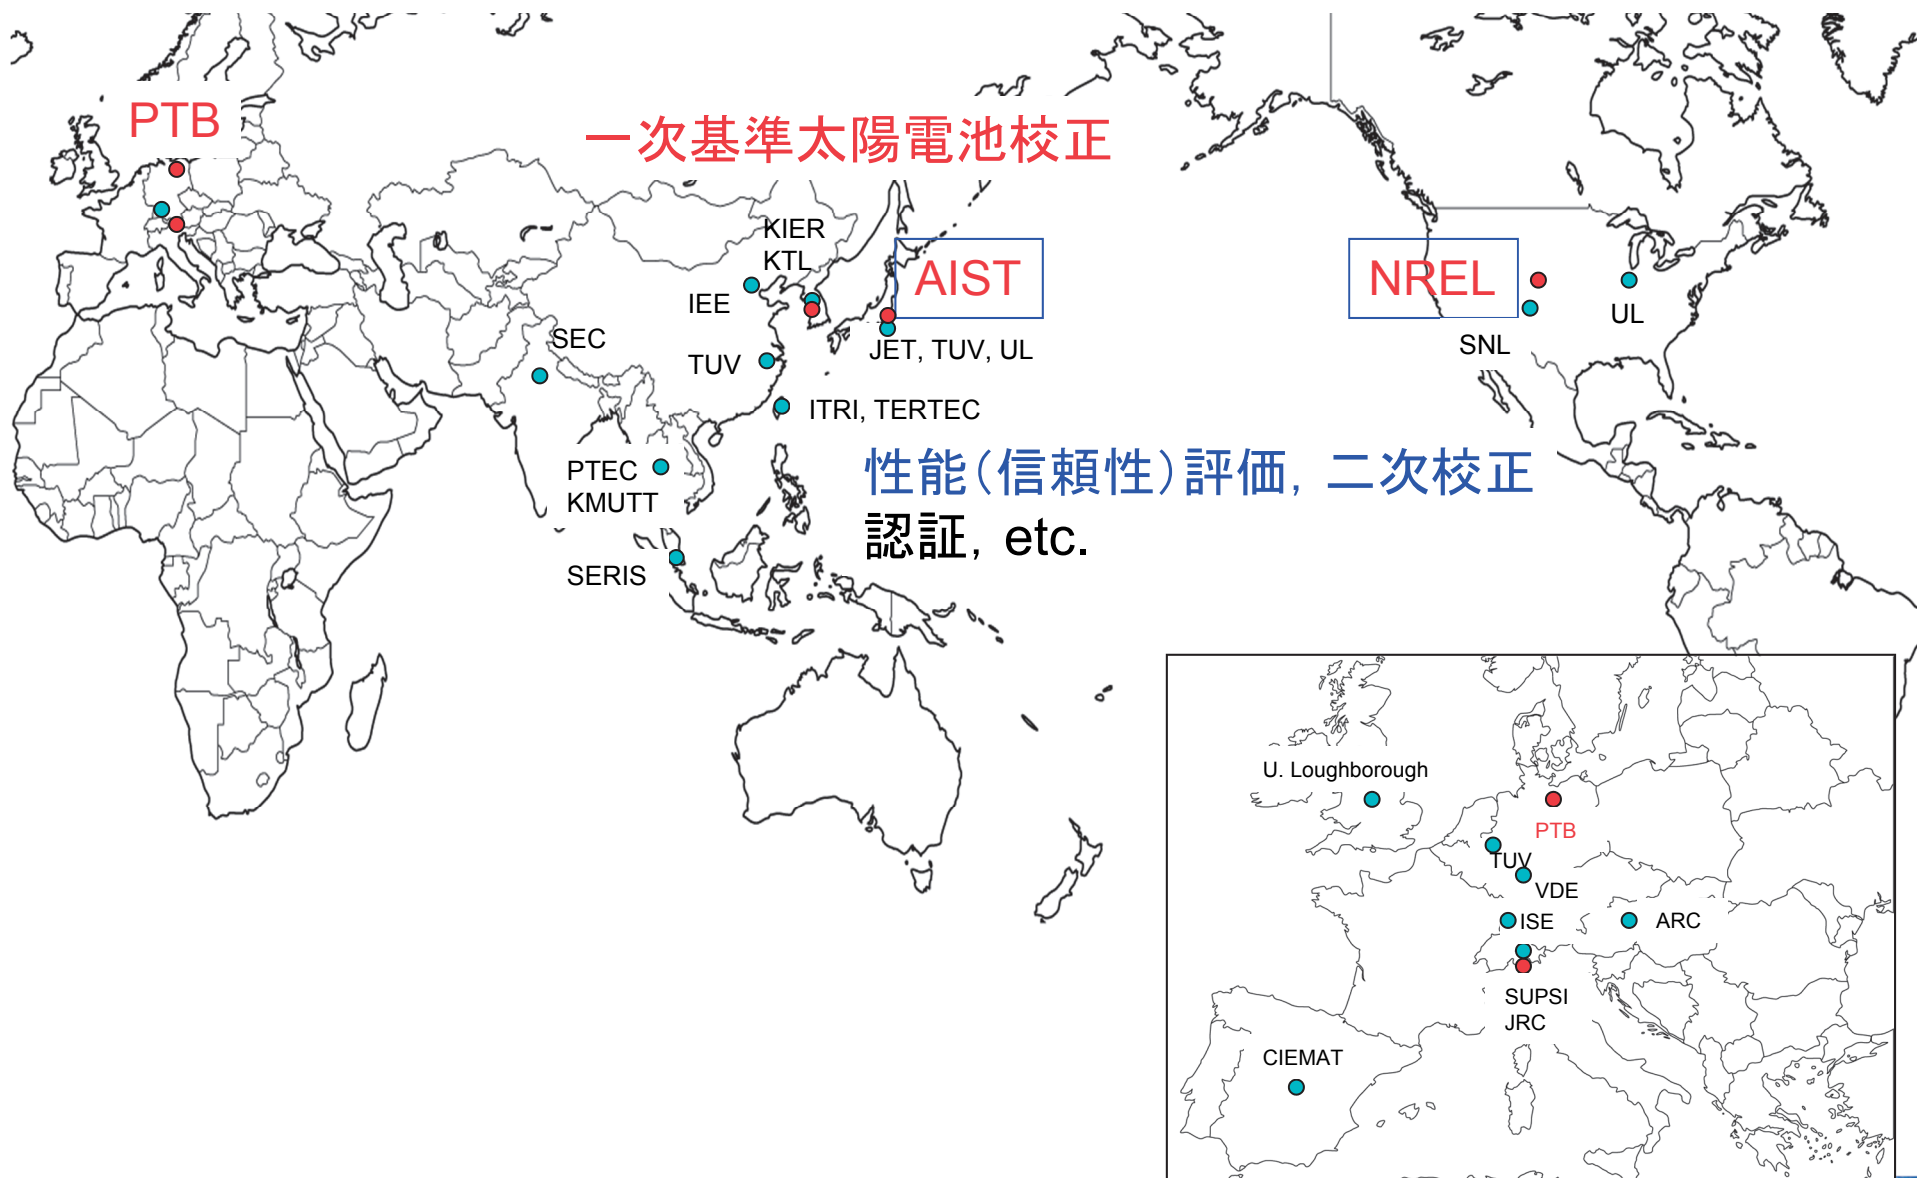 PTB
一次基準太陽電池校正
KIER
KTL
AIST
NREL
IEE
UL
SEC
SNL
TUV
JET, TUV, UL
ITRI, TERTEC
性能(信頼性)評価, 二次校正
PTEC
KMUTT
認証, etc.
SERIS
U. Loughborough
PTB
TUV
VDE
ISE
ARC
SUPSI
JRC
CIEMAT